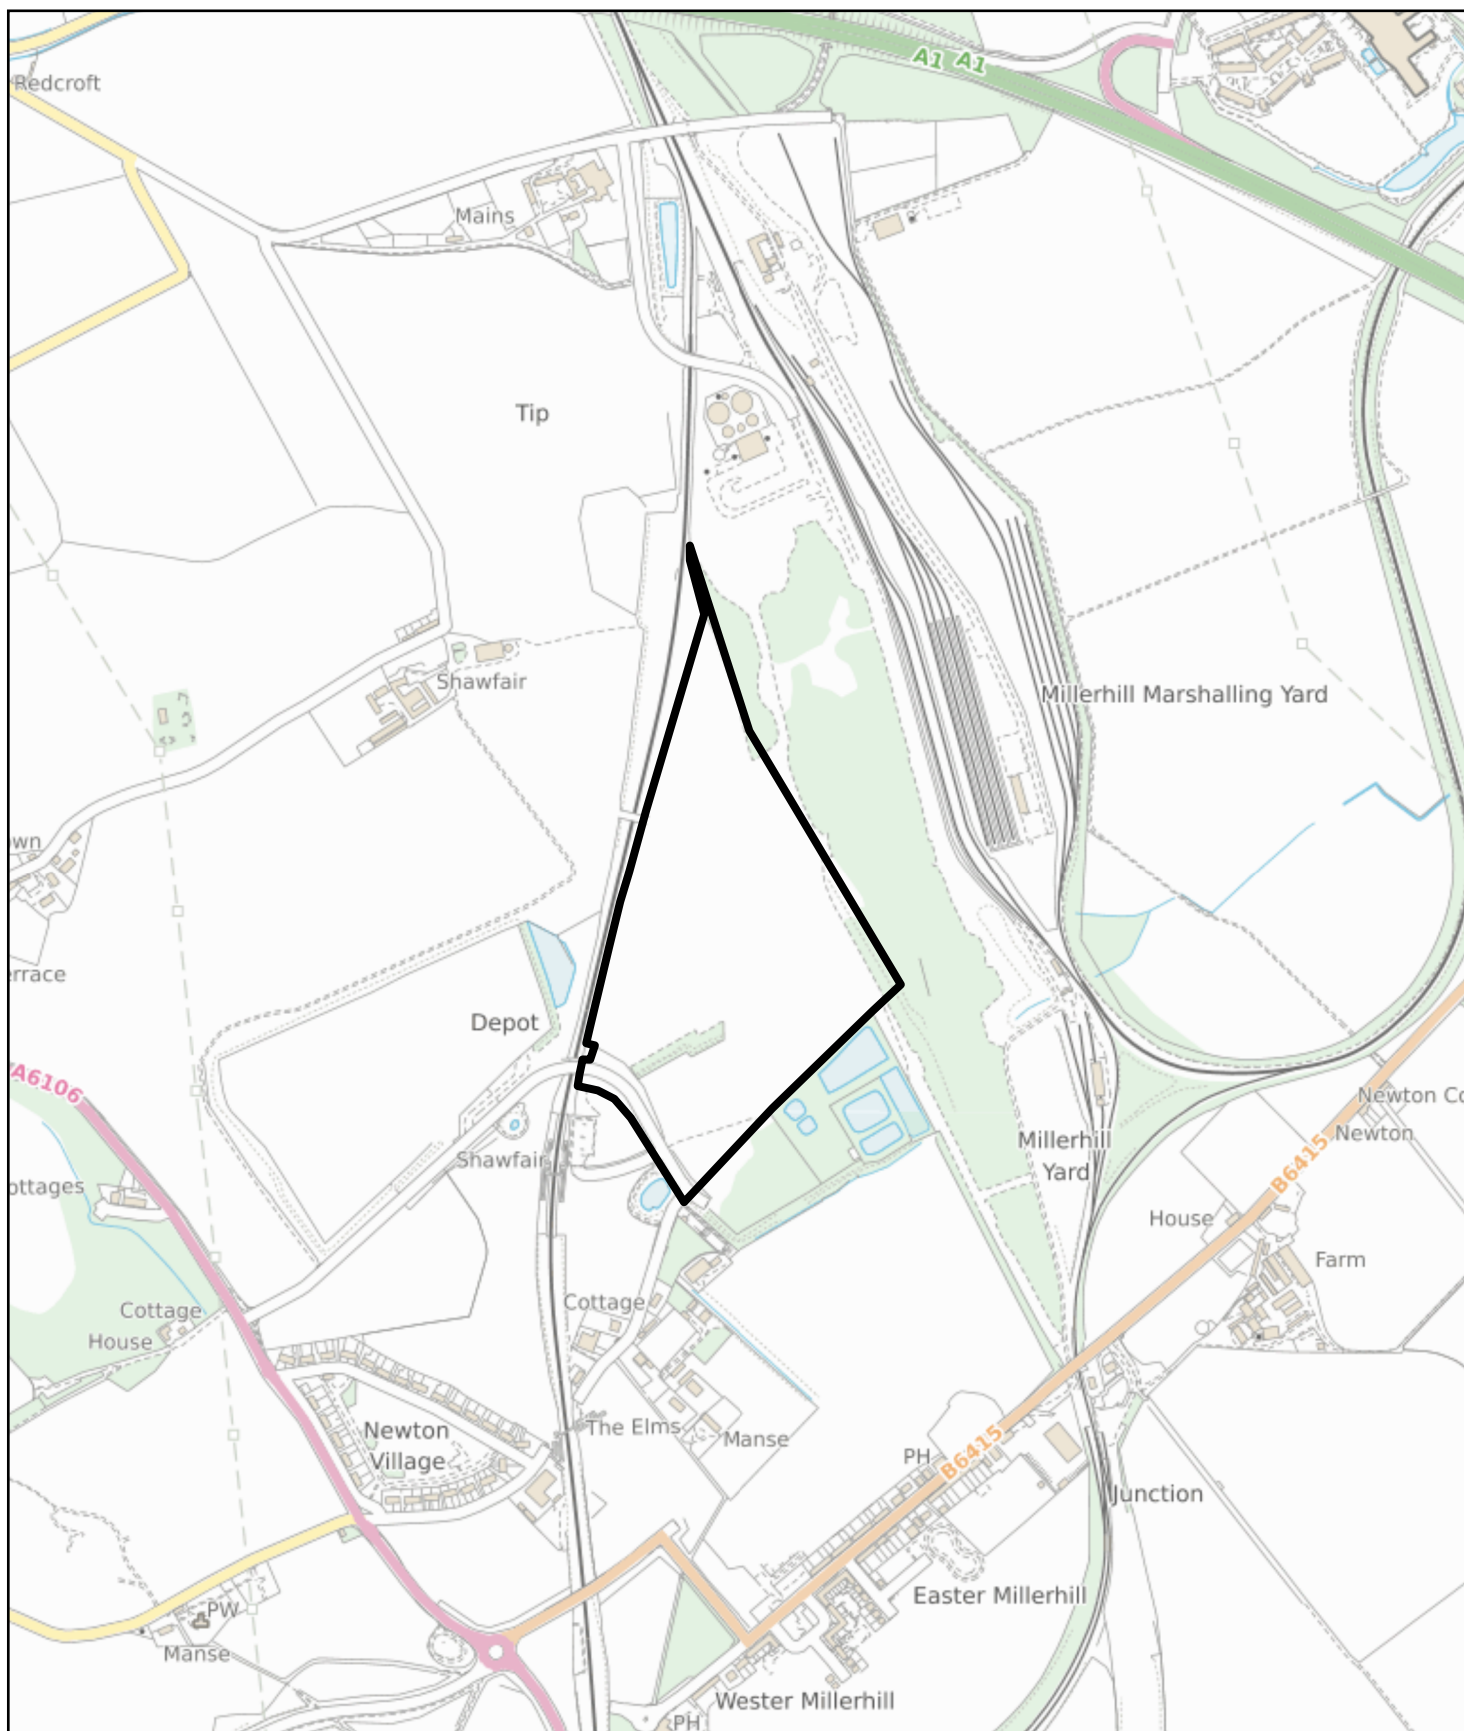 A1 A1
Redcroft
Mains
Tip
Shawfair
Millerhill Marshalling Yard
own
errace
Depot
A6106
Newton Co
Newton
Millerhill
Yard
B6415
Shawfair
ottages
House
Farm
Cottage
Cottage
House
The Elms
Newton
Village
Manse
PH
B6415
Junction
Easter Millerhill
PW
Manse
Wester Millerhill
PH